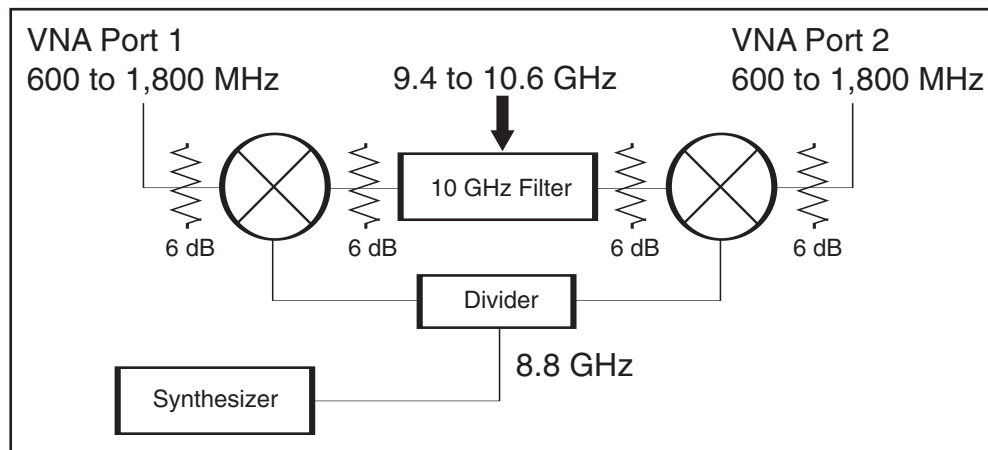 VNA Port 1
600 to 1,800 MHz
9.4 to 10.6 GHz
VNA Port 2
600 to 1,800 MHz
10 GHz Filter
6 dB
6 dB
6 dB
6 dB
Divider
8.8 GHz
Synthesizer